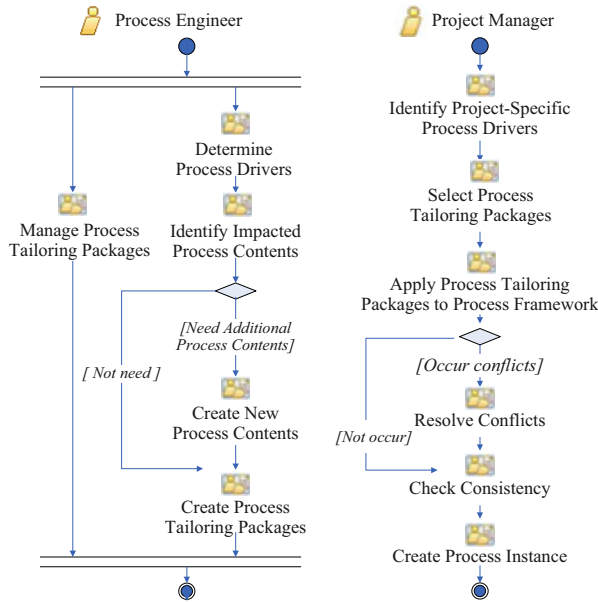 Process Engineer
Determine
Process Drivers
Manage Process
Tailoring Packages
Identify Impacted
Process Contents
[Need Additional
Process Contents]
[ Not need ]
Create New
Process Contents
Create Process
Tailoring Packages
Project Manager
Identify Project-Specific
Process Drivers
Select Process
Tailoring Packages
Apply Process Tailoring
Packages to Process Framework
[Occur conflicts]
Resolve Conflicts
[Not occur]
Check Consistency
Create Process Instance